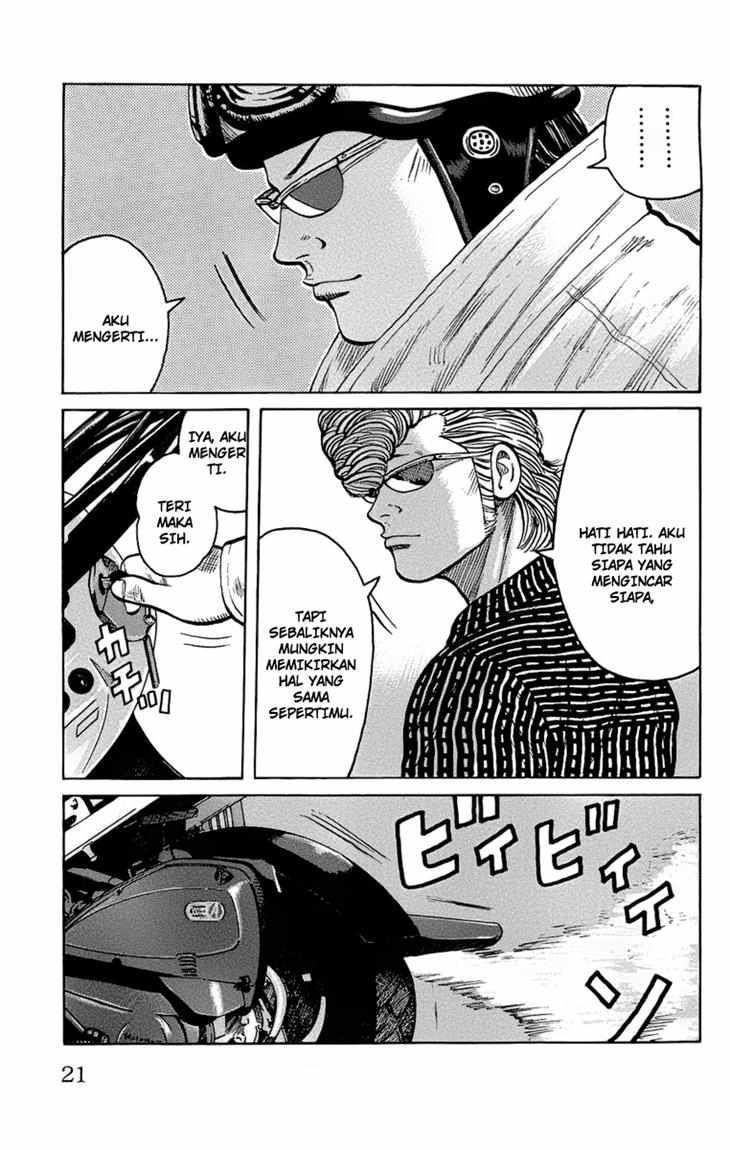 ………
………
AKU
MENGERTI...
HATI HATI. AKU
TIDAK TAHU
SIAPA YANG
MENGINCAR
SIAPA,
TAPI
SEBALIKNYA
MUNGKIN
MEMIKIRKAN
HAL YANG
SAMA
SEPERTIMU.
IYA, AKU
MENGER
TI.
TERI
MAKA
SIH.
カチッ
ビィビィィン
21